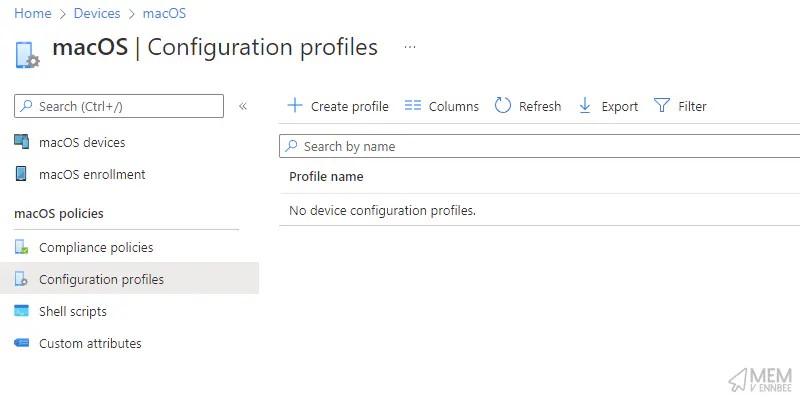 Home > Devices > macOS
macOS | Configuration profiles ...
Search (Ctrl+/) «
macOS devices
macOS enrollment
macOS policies
Compliance policies
Configuration profiles
Shell scripts
Custom attributes
+ Create profile Columns Refresh Export Filter
Search by name
Profile name
No device configuration profiles.
MEM
V ENNBEE